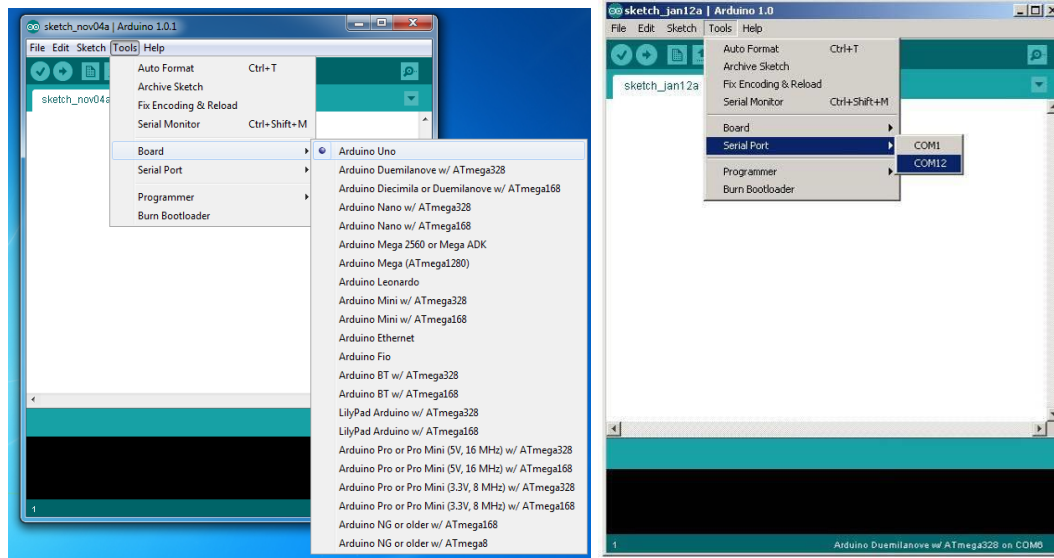 sketch_nov04a | Arduino 1.0.1
File Edit Sketch Tools Help
sketch_nov04a
Auto Format Ctrl+T
Archive Sketch
Fix Encoding & Reload
Serial Monitor Ctrl+Shift+M
Board
Serial Port
Programmer
Burn Bootloader
Arduino Uno
Arduino Duemilanove w/ ATmega328
Arduino Diecimila or Duemilanove w/ ATmega168
Arduino Nano w/ ATmega328
Arduino Nano w/ ATmega168
Arduino Mega 2560 or Mega ADK
Arduino Mega (ATmega1280)
Arduino Leonardo
Arduino Mini w/ ATmega328
Arduino Mini w/ ATmega168
Arduino Ethernet
Arduino Fio
Arduino BT w/ ATmega328
Arduino BT w/ ATmega168
LilyPad Arduino w/ ATmega328
LilyPad Arduino w/ ATmega168
Arduino Pro or Pro Mini (5V, 16 MHz) w/ ATmega328
Arduino Pro or Pro Mini (5V, 16 MHz) w/ ATmega168
Arduino Pro or Pro Mini (3.3V, 8 MHz) w/ ATmega328
Arduino Pro or Pro Mini (3.3V, 8 MHz) w/ ATmega168
Arduino NG or older w/ ATmega168
Arduino NG or older w/ ATmega8
1
sketch_jan12a | Arduino 1.0
File Edit Sketch Tools Help
sketch_jan12a
Auto Format Ctrl+T
Archive Sketch
Fix Encoding & Reload
Serial Monitor Ctrl+Shift+M
Board
Serial Port
Programmer
Burn Bootloader
COM1
COM12
1 Arduino Duemilanove w/ ATmega328 on COM6